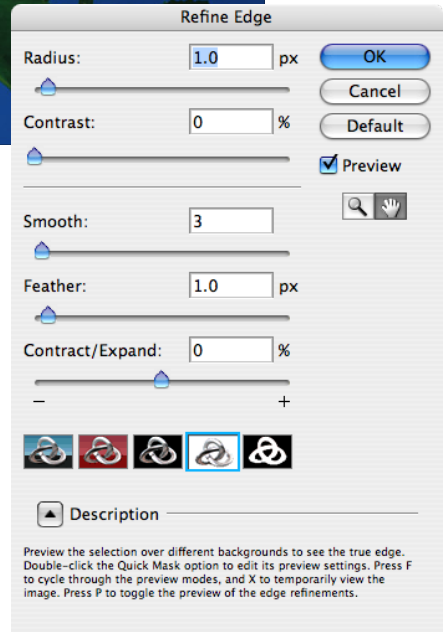 Refine Edge
Radius: 1.0 px
OK
Cancel
Contrast: 0 %
Default
Preview
Smooth: 3
Feather: 1.0 px
Contract/Expand: 0 %
− +
Description
Preview the selection over different backgrounds to see the true edge.
Double-click the Quick Mask option to edit its preview settings. Press F
to cycle through the preview modes, and X to temporarily view the
image. Press P to toggle the preview of the edge refinements.